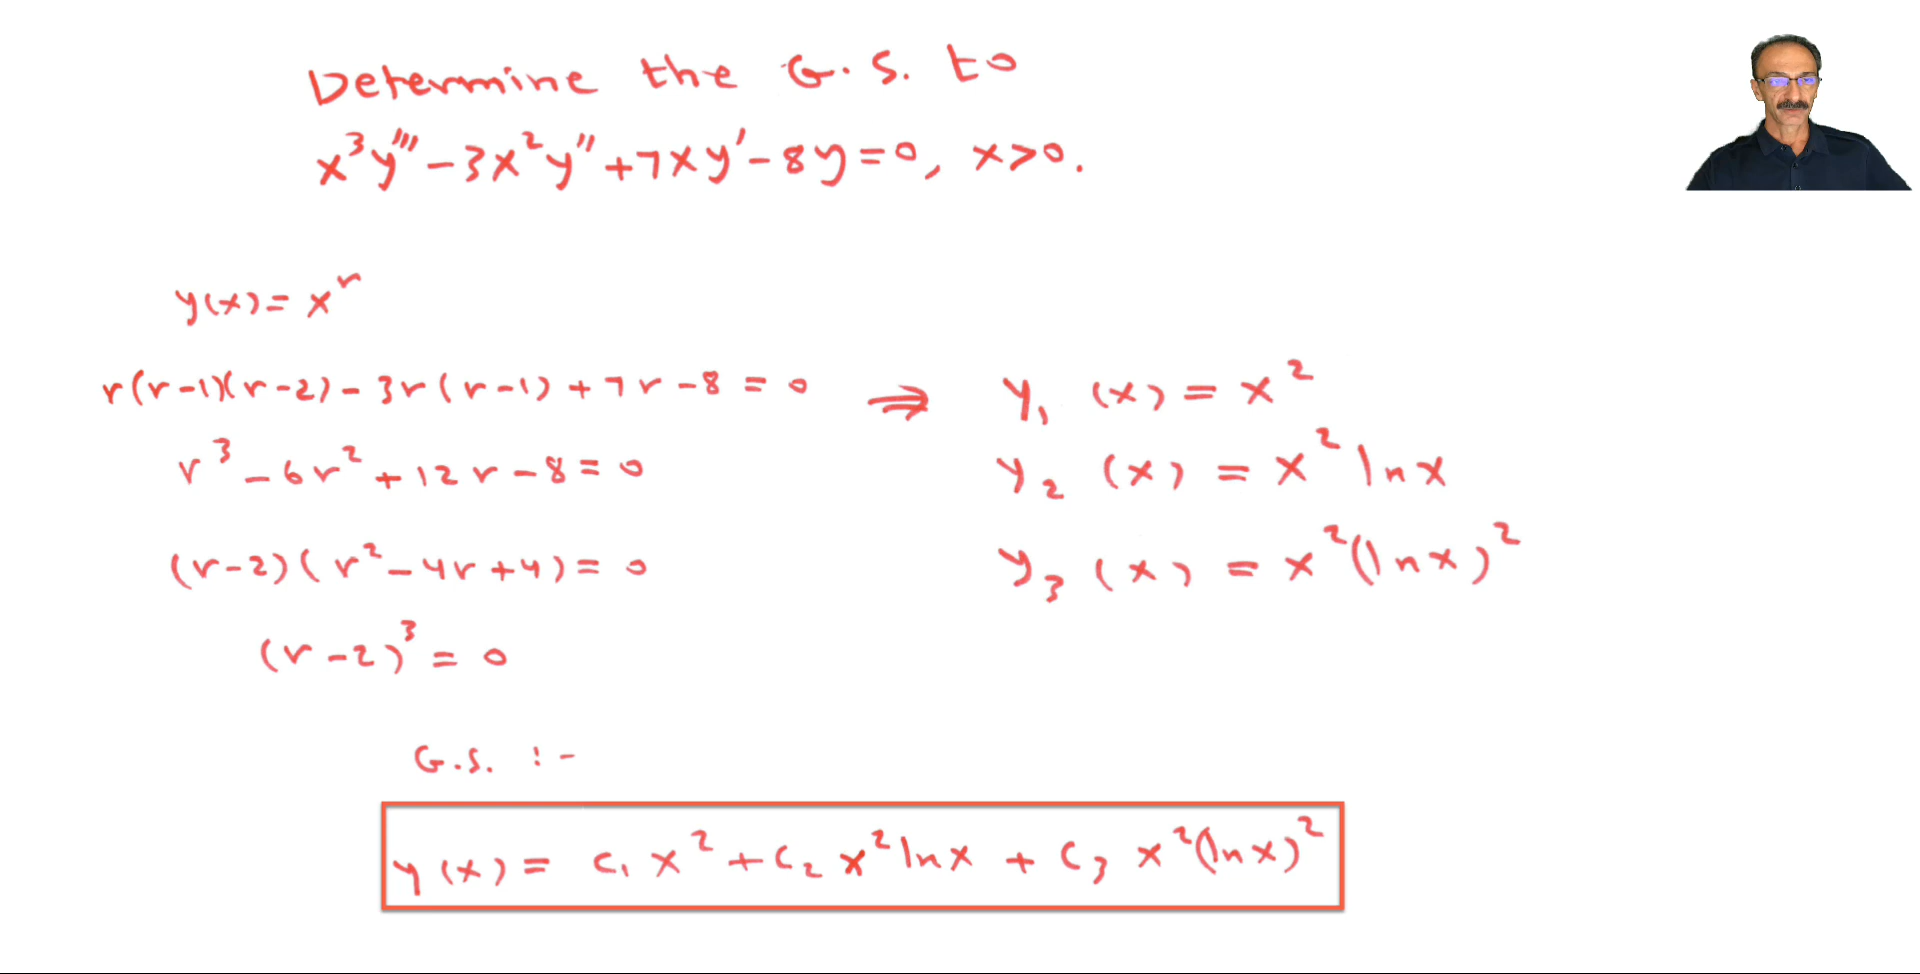 Determine the G.S. to
x³y''' - 3x²y'' + 7xy' - 8y = 0, x > 0.
y(x) = x^r
r(r-1)(r-2) - 3r(r-1) + 7r - 8 = 0
r³ - 6r² + 12r - 8 = 0
(r-2)(r² - 4r + 4) = 0
(r-2)³ = 0
⇒ y₁(x) = x²
y₂(x) = x² ln x
y₃(x) = x²(ln x)²
G.S. :-
y(x) = c₁x² + c₂x² ln x + c₃ x²(ln x)²